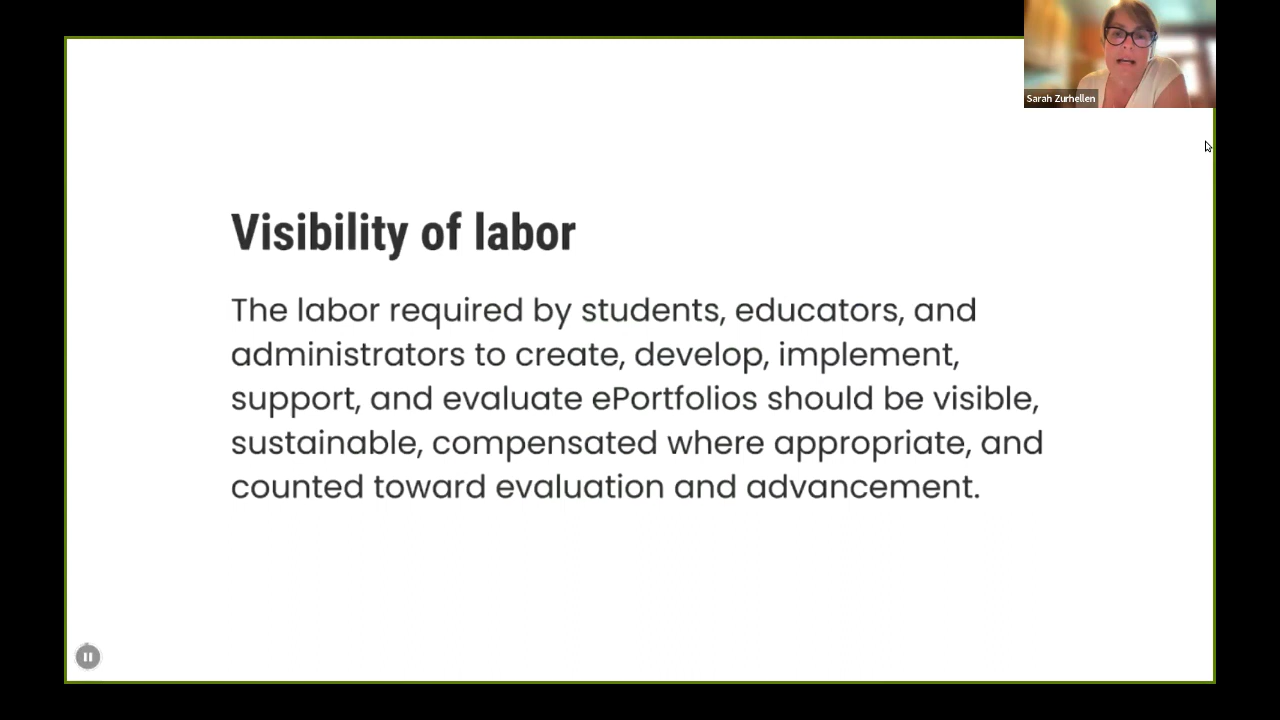 Sarah Zurhellen
Visibility of labor
The labor required by students, educators, and
administrators to create, develop, implement,
support, and evaluate ePortfolios should be visible,
sustainable, compensated where appropriate, and
counted toward evaluation and advancement.